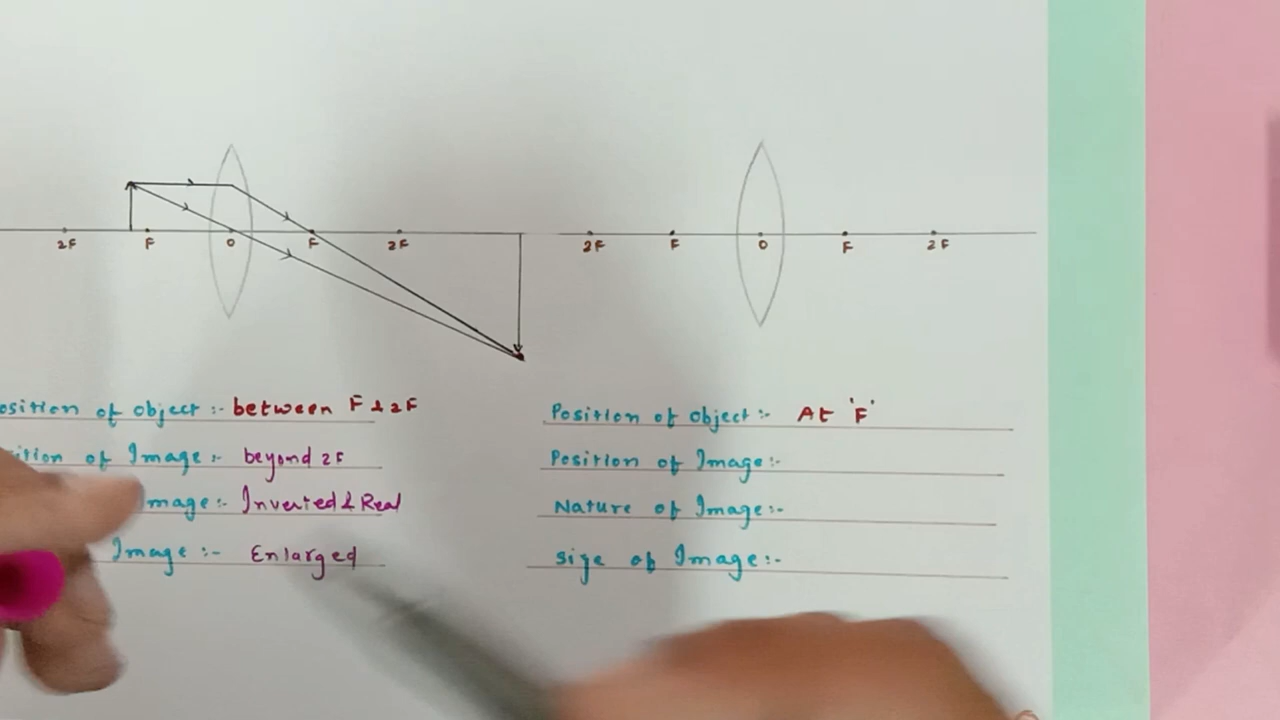 2F F O F 2F
2F F O F 2F
osition of object :- between F & 2F
ition of Image :- beyond 2F
mage :- Inverted & Real
Image :- Enlarged
Position of object :- At 'F'
Position of Image :-
Nature of Image :-
size of Image :-